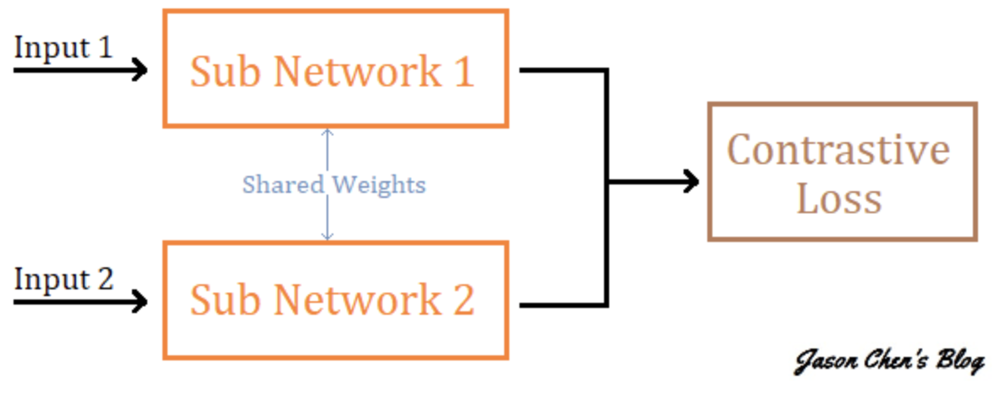 Input 1
Sub Network 1
Shared Weights
Contrastive
Loss
Input 2
Sub Network 2
Jason Chen's Blog